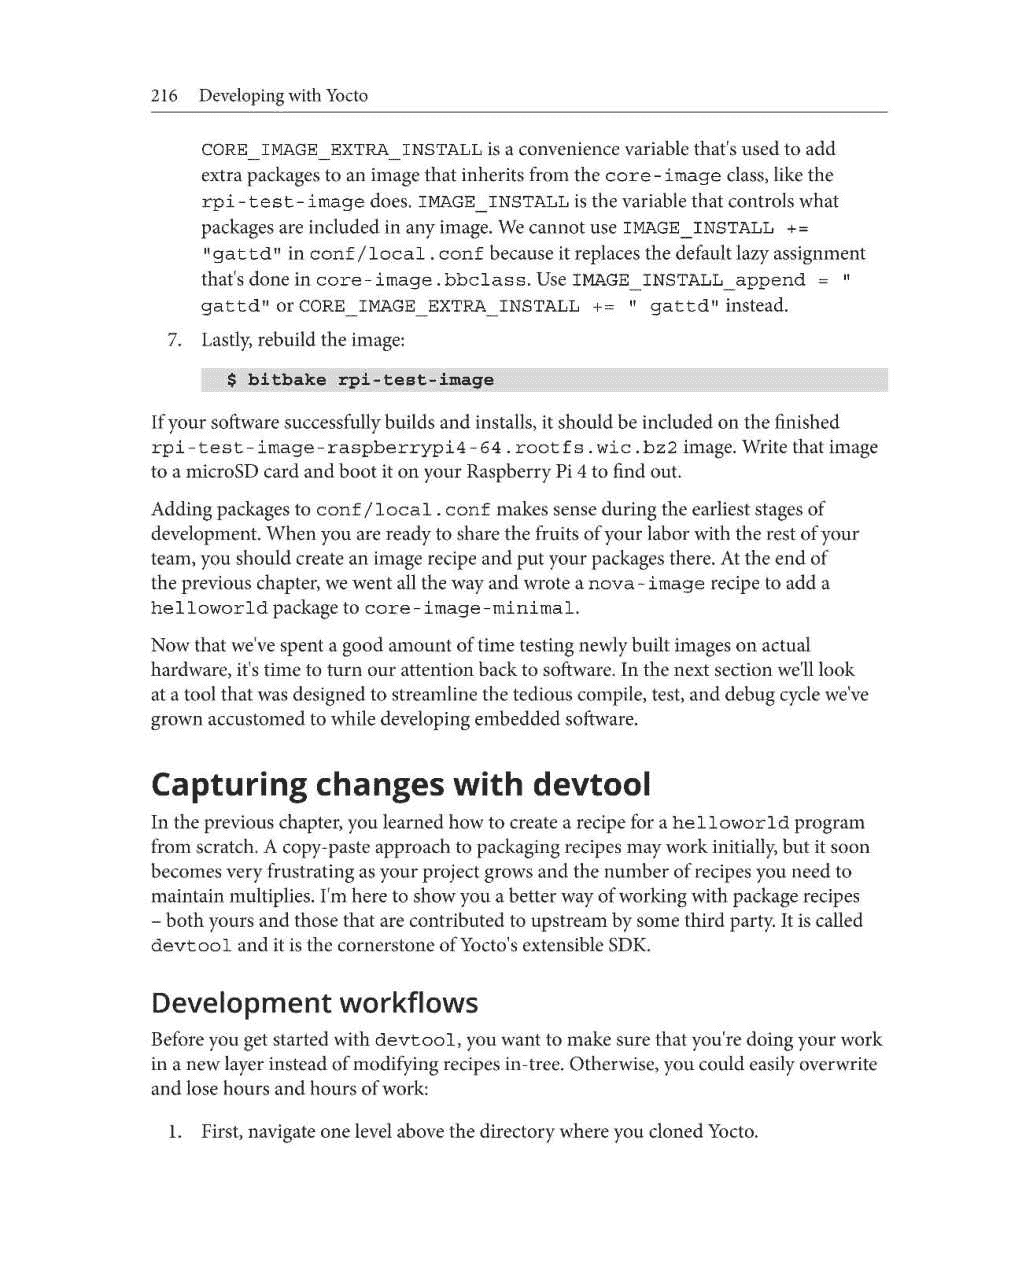 216 Developing with Yocto
CORE_IMAGE_EXTRA_INSTALL is a convenience variable that's used to add
extra packages to an image that inherits from the core-image class, like the
rpi-test-image does. IMAGE_INSTALL is the variable that controls what
packages are included in any image. We cannot use IMAGE_INSTALL +=
"gattd" in conf/local.conf because it replaces the default lazy assignment
that's done in core-image.bbclass. Use IMAGE_INSTALL_append = "
gattd" or CORE_IMAGE_EXTRA_INSTALL += " gattd" instead.
7. Lastly, rebuild the image:
$ bitbake rpi-test-image
If your software successfully builds and installs, it should be included on the finished
rpi-test-image-raspberrypi4-64.rootfs.wic.bz2 image. Write that image
to a microSD card and boot it on your Raspberry Pi 4 to find out.
Adding packages to conf/local.conf makes sense during the earliest stages of
development. When you are ready to share the fruits of your labor with the rest of your
team, you should create an image recipe and put your packages there. At the end of
the previous chapter, we went all the way and wrote a nova-image recipe to add a
helloworld package to core-image-minimal.
Now that we've spent a good amount of time testing newly built images on actual
hardware, it's time to turn our attention back to software. In the next section we'll look
at a tool that was designed to streamline the tedious compile, test, and debug cycle we've
grown accustomed to while developing embedded software.
Capturing changes with devtool
In the previous chapter, you learned how to create a recipe for a helloworld program
from scratch. A copy-paste approach to packaging recipes may work initially, but it soon
becomes very frustrating as your project grows and the number of recipes you need to
maintain multiplies. I'm here to show you a better way of working with package recipes
– both yours and those that are contributed to upstream by some third party. It is called
devtool and it is the cornerstone of Yocto's extensible SDK.
Development workflows
Before you get started with devtool, you want to make sure that you're doing your work
in a new layer instead of modifying recipes in-tree. Otherwise, you could easily overwrite
and lose hours and hours of work:
1. First, navigate one level above the directory where you cloned Yocto.